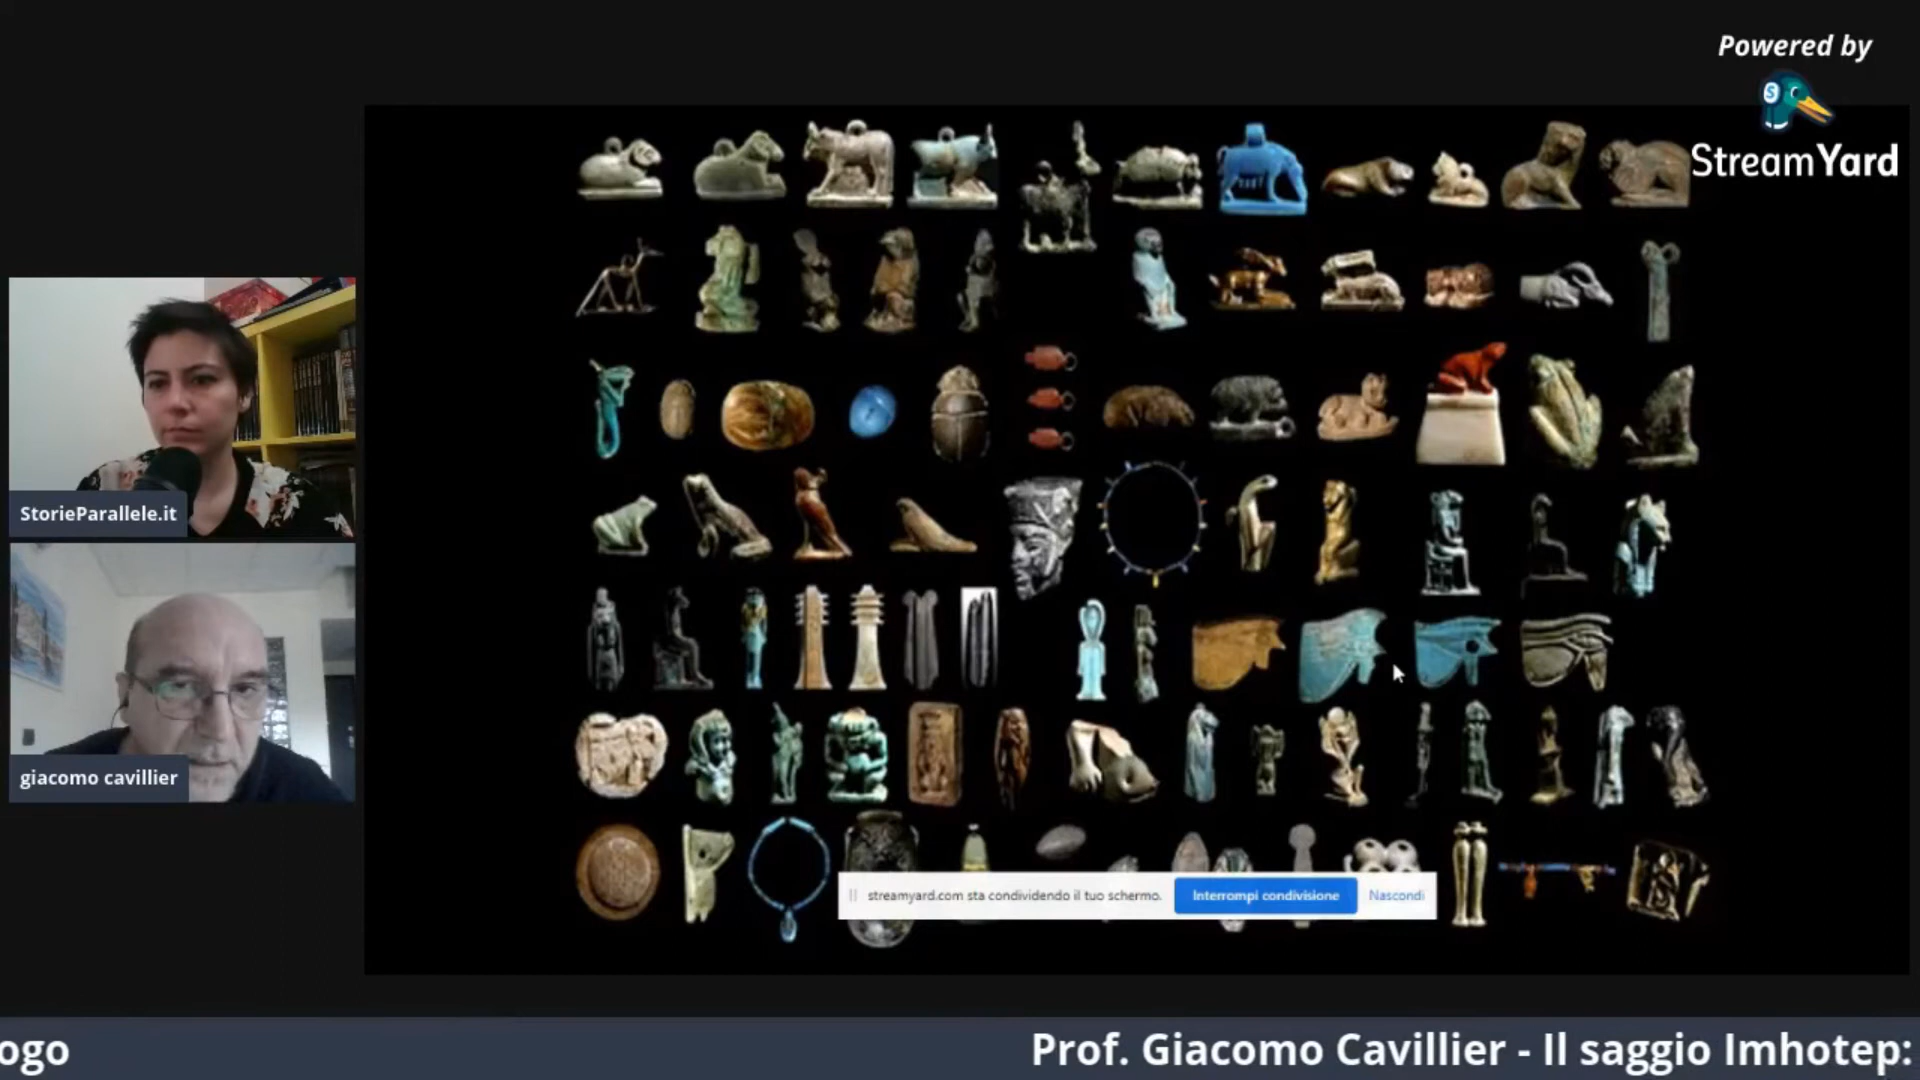 Powered by
StreamYard
StorieParallele.it
giacomo cavillier
streamyard.com sta condividendo il tuo schermo.
Interrompi condivisione
Nascondi
ogo
Prof. Giacomo Cavillier - Il saggio Imhotep: